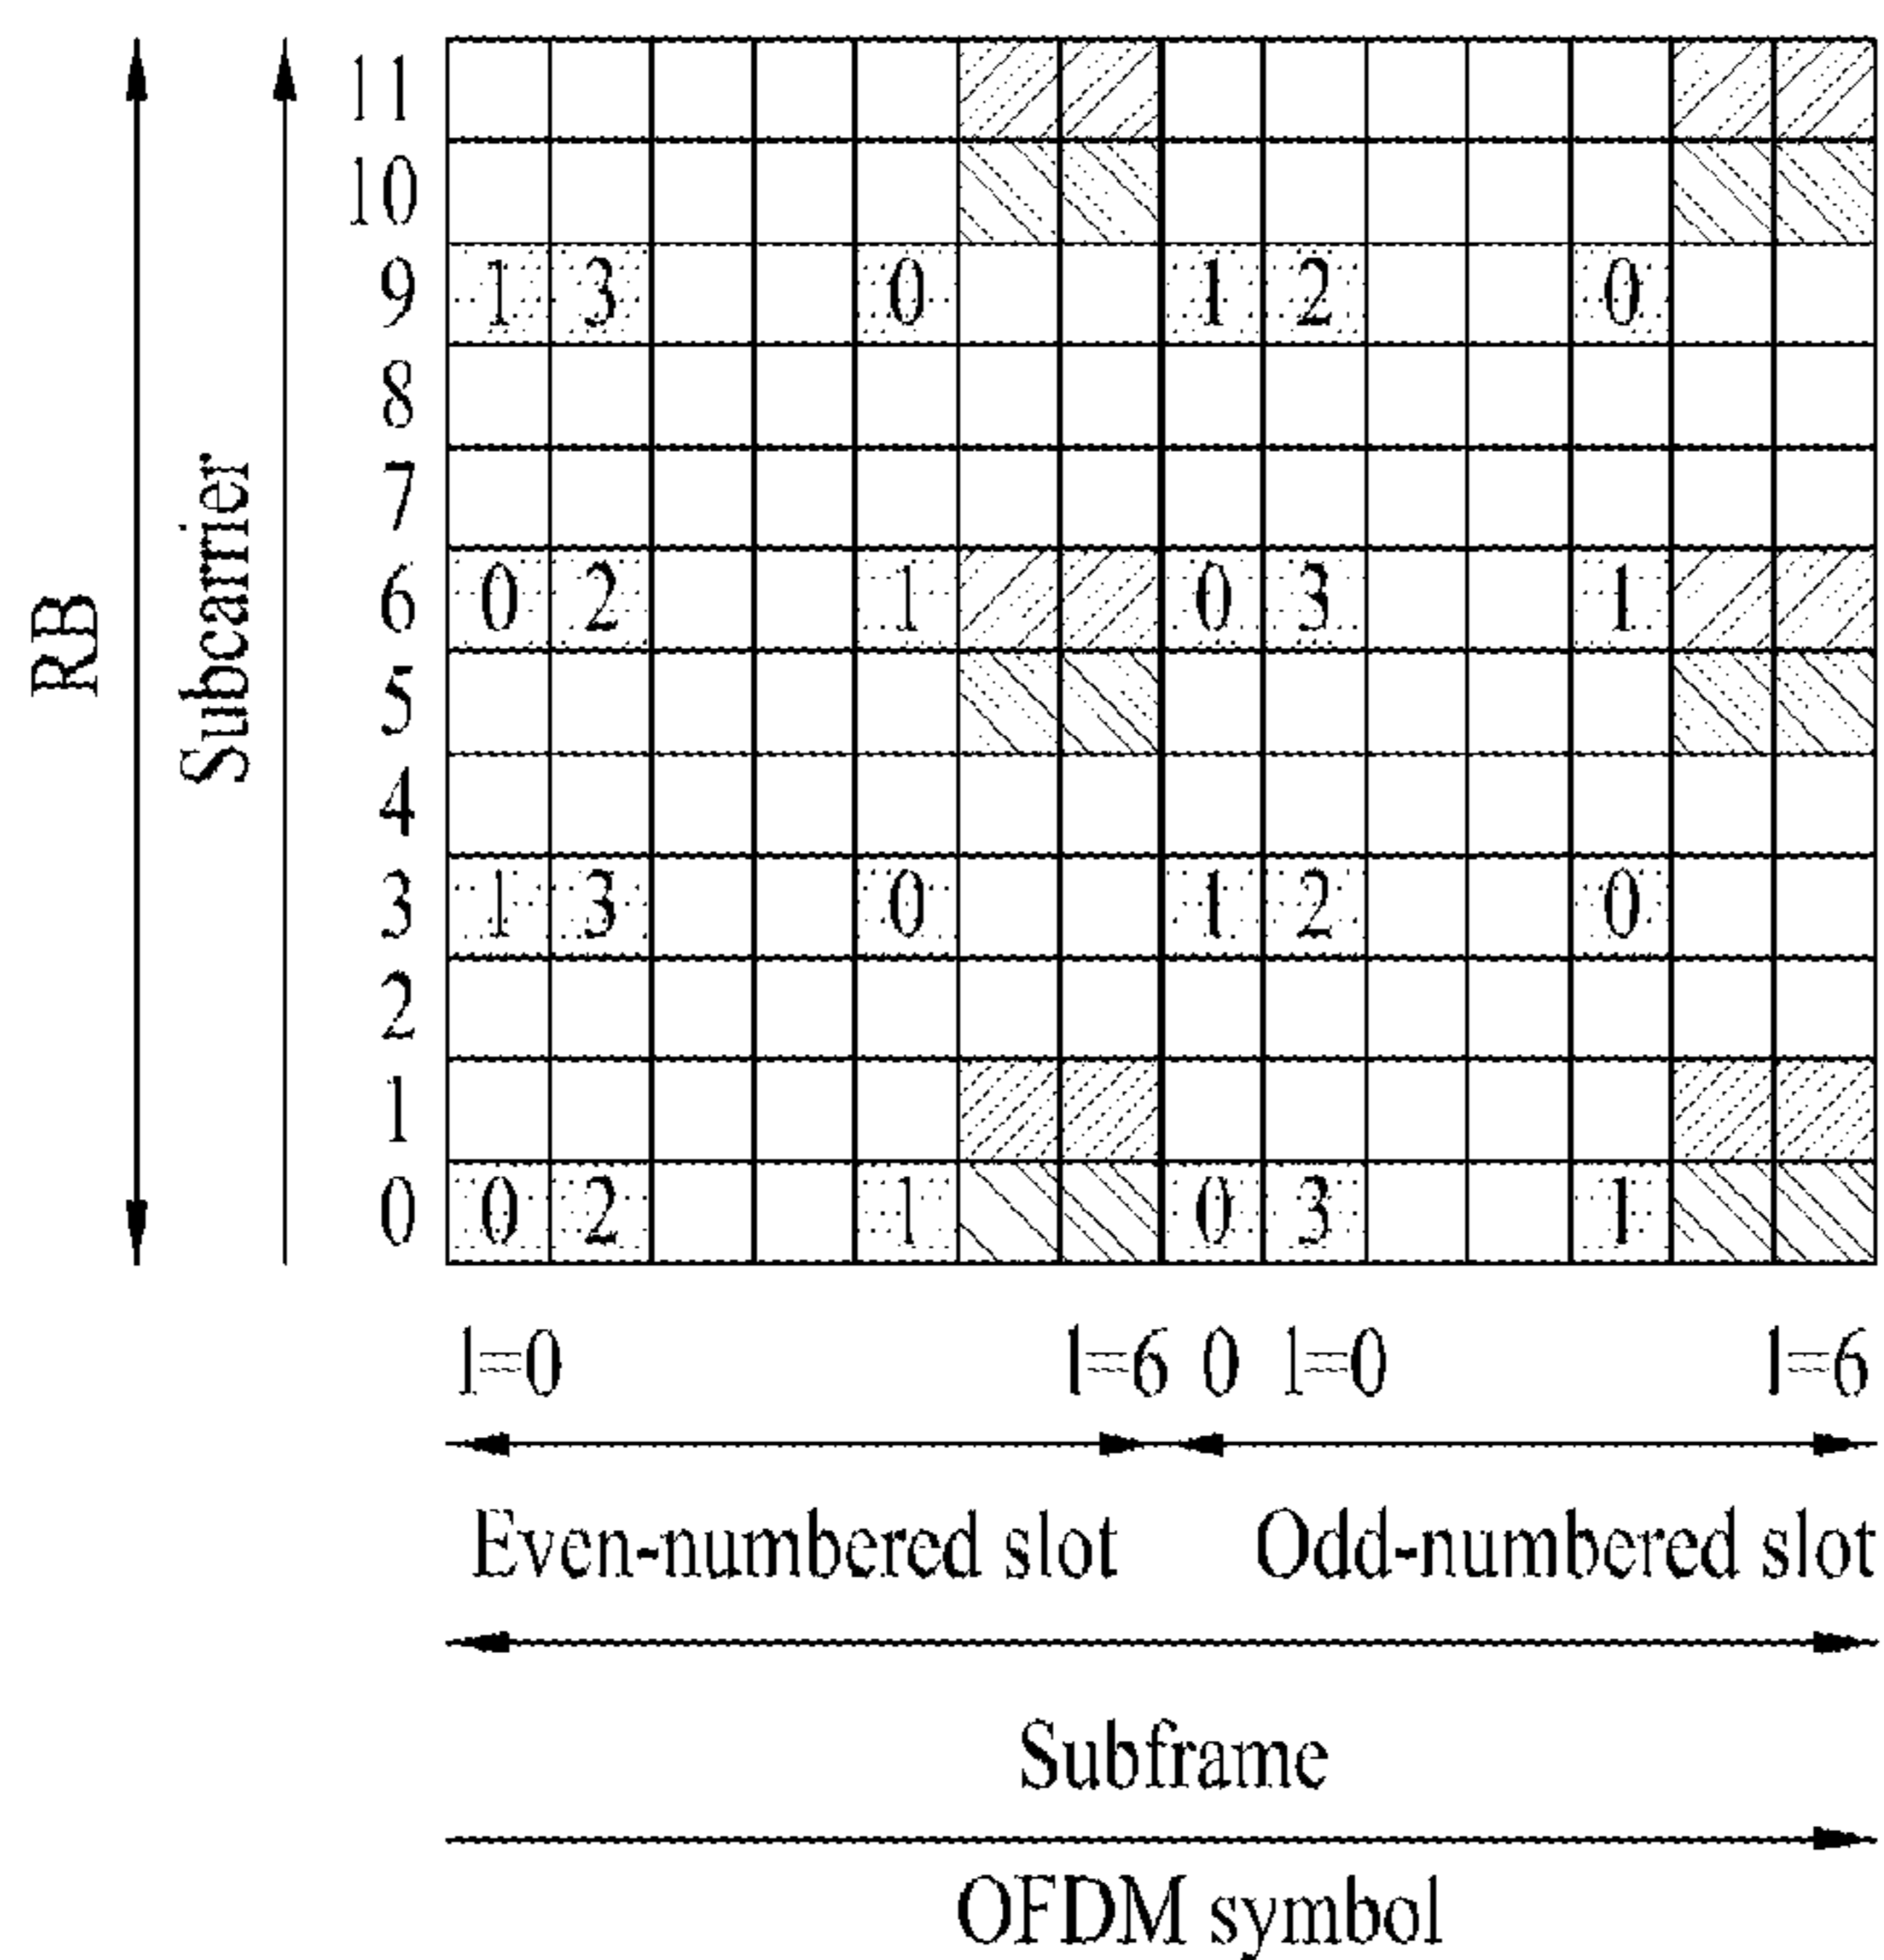 RB
Subcarrier
11
10
9 1 3 0 1 2 0
8
7
6 0 2 1 0 3 1
5
4
3 1 3 0 1 2 0
2
1
0 0 2 1 0 3 1
l=0 l=6 0 l=0 l=6
Even-numbered slot Odd-numbered slot
Subframe
OFDM symbol